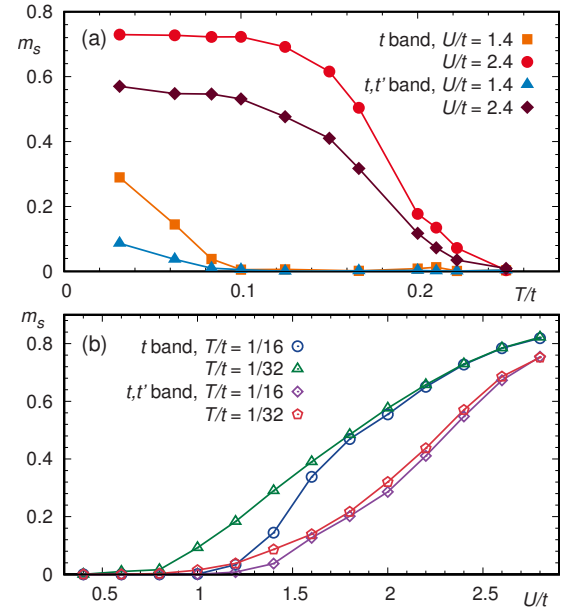 (a)
m_s
t band, U/t = 1.4
U/t = 2.4
t,t' band, U/t = 1.4
U/t = 2.4
0.8
0.6
0.4
0.2
0
0 0.1 0.2 T/t
(b)
m_s
t band, T/t = 1/16
T/t = 1/32
t,t' band, T/t = 1/16
T/t = 1/32
0.8
0.6
0.4
0.2
0
0.5 1 1.5 2 2.5 U/t